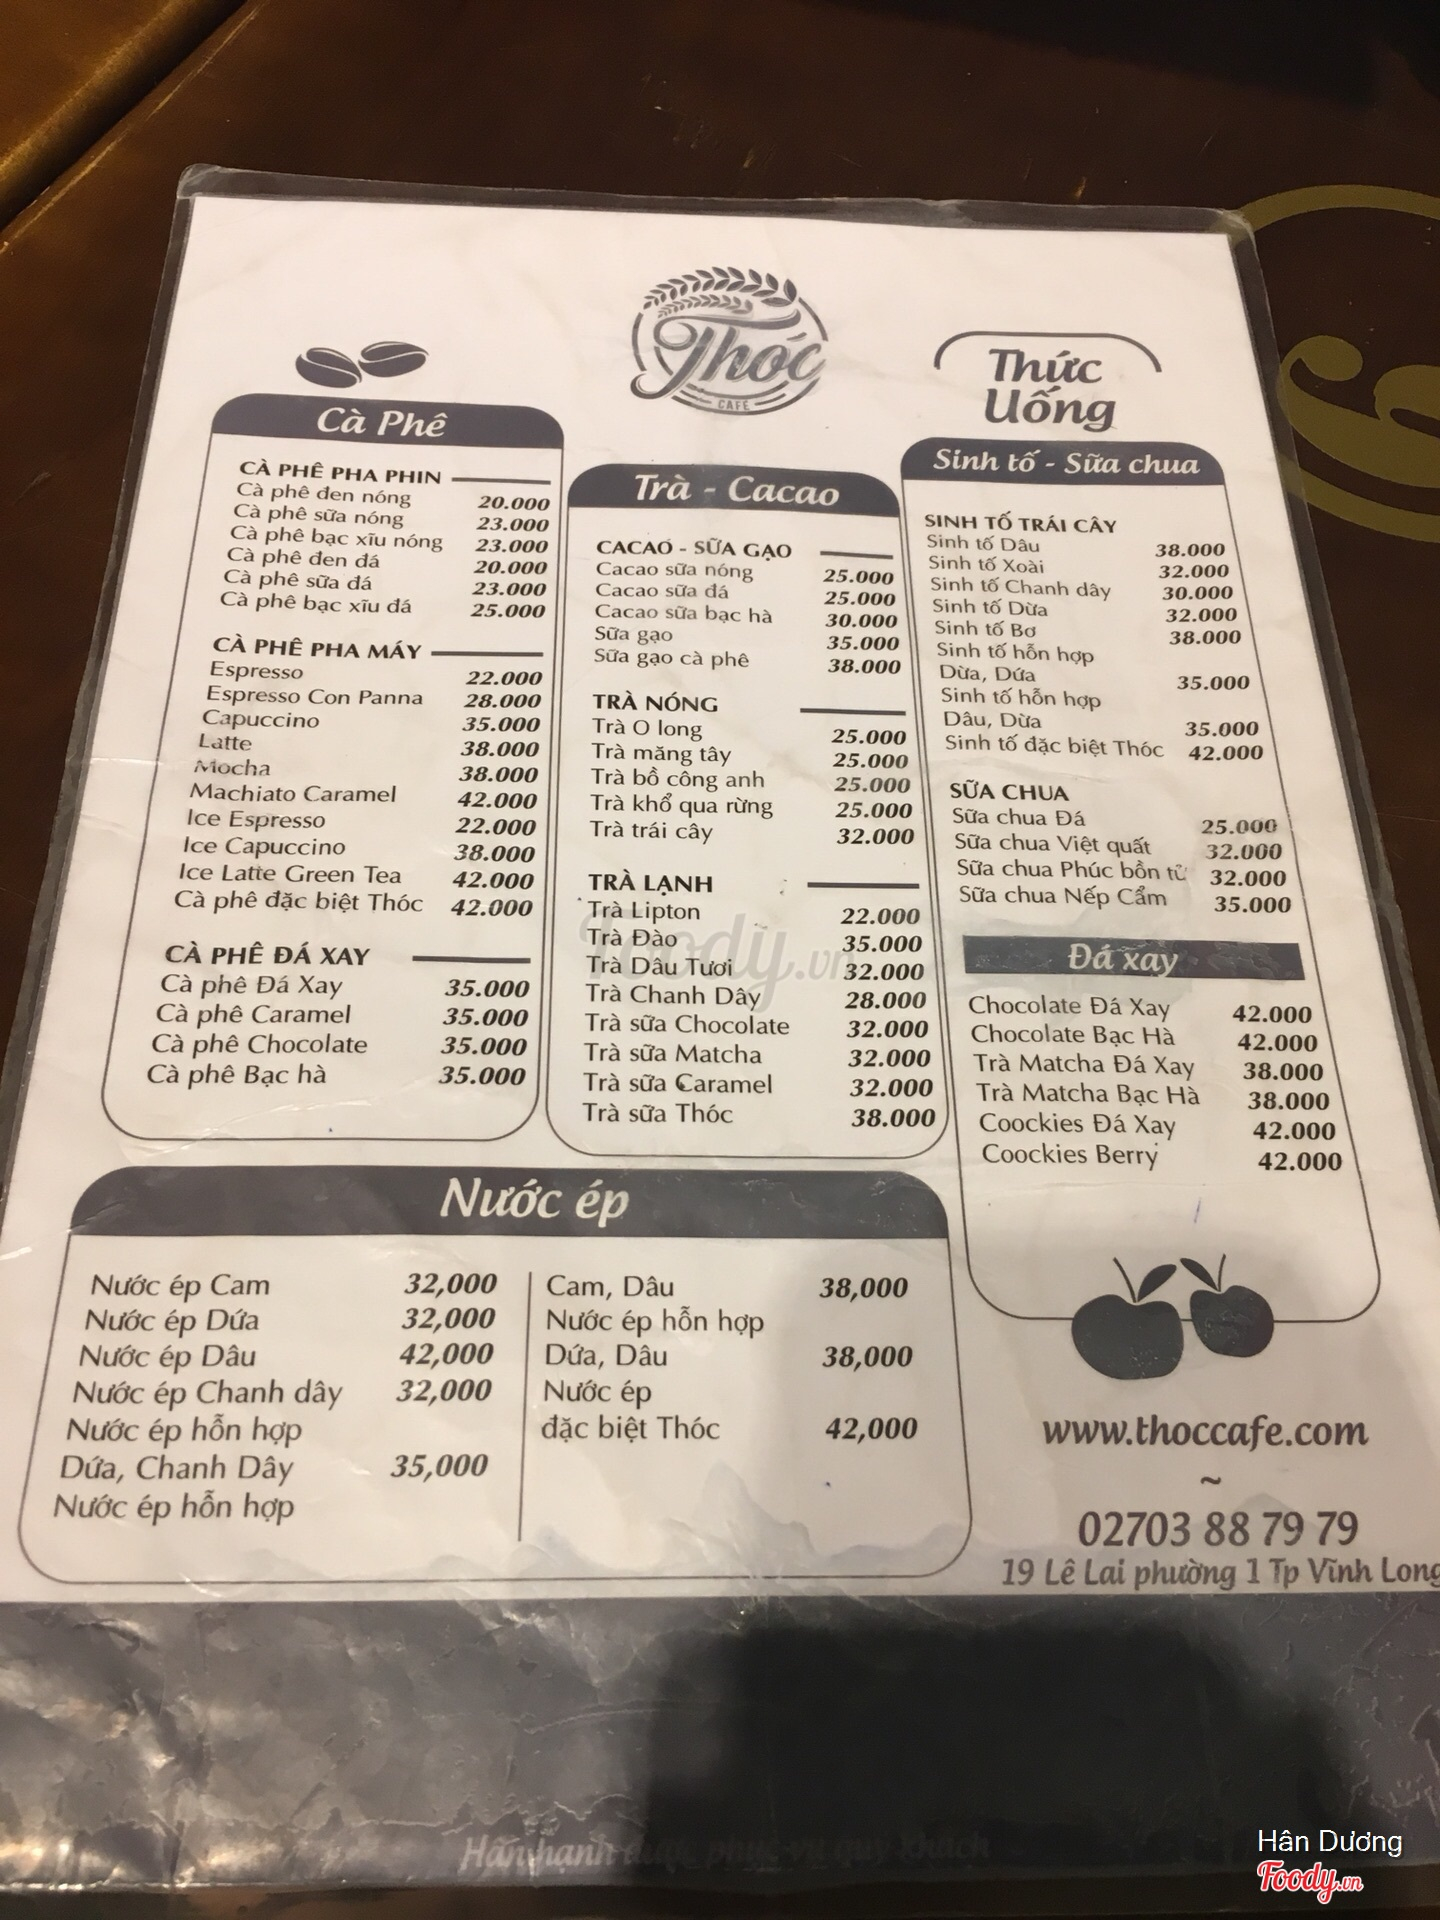 Thóc
CAFÉ
Cà Phê
CÀ PHÊ PHA PHIN
Cà phê đen nóng 20.000
Cà phê sữa nóng 23.000
Cà phê bạc xĩu nóng 23.000
Cà phê đen đá 20.000
Cà phê sữa đá 23.000
Cà phê bạc xĩu đá 25.000
CÀ PHÊ PHA MÁY
Espresso 22.000
Espresso Con Panna 28.000
Capuccino 35.000
Latte 38.000
Mocha 38.000
Machiato Caramel 42.000
Ice Espresso 22.000
Ice Capuccino 38.000
Ice Latte Green Tea 42.000
Cà phê đặc biệt Thóc 42.000
CÀ PHÊ ĐÁ XAY
Cà phê Đá Xay 35.000
Cà phê Caramel 35.000
Cà phê Chocolate 35.000
Cà phê Bạc hà 35.000
Trà - Cacao
CACAO - SỮA GẠO
Cacao sữa nóng 25.000
Cacao sữa đá 25.000
Cacao sữa bạc hà 30.000
Sữa gạo 35.000
Sữa gạo cà phê 38.000
TRÀ NÓNG
Trà O long 25.000
Trà măng tây 25.000
Trà bồ công anh 25.000
Trà khổ qua rừng 25.000
Trà trái cây 32.000
TRÀ LẠNH
Trà Lipton 22.000
Trà Đào 35.000
Trà Dâu Tươi 32.000
Trà Chanh Dây 28.000
Trà sữa Chocolate 32.000
Trà sữa Matcha 32.000
Trà sữa Caramel 32.000
Trà sữa Thóc 38.000
Thức
Uống
Sinh tố - Sữa chua
SINH TỐ TRÁI CÂY
Sinh tố Dâu 38.000
Sinh tố Xoài 32.000
Sinh tố Chanh dây 30.000
Sinh tố Dừa 32.000
Sinh tố Bơ 38.000
Sinh tố hỗn hợp
Dừa, Dứa 35.000
Sinh tố hỗn hợp
Dâu, Dừa 35.000
Sinh tố đặc biệt Thóc 42.000
SỮA CHUA
Sữa chua Đá 25.000
Sữa chua Việt quất 32.000
Sữa chua Phúc bồn tử 32.000
Sữa chua Nếp Cẩm 35.000
Đá xay
Chocolate Đá Xay 42.000
Chocolate Bạc Hà 42.000
Trà Matcha Đá Xay 38.000
Trà Matcha Bạc Hà 38.000
Coockies Đá Xay 42.000
Coockies Berry 42.000
Nước ép
Nước ép Cam 32,000
Nước ép Dứa 32,000
Nước ép Dâu 42,000
Nước ép Chanh dây 32,000
Nước ép hỗn hợp
Dứa, Chanh Dây 35,000
Nước ép hỗn hợp
Cam, Dâu 38,000
Nước ép hỗn hợp
Dứa, Dâu 38,000
Nước ép
đặc biệt Thóc 42,000
www.thoccafe.com
~
02703 88 79 79
19 Lê Lai phường 1 Tp Vĩnh Long
Foody.vn
Hân hạnh được phục vụ quý khách
Hân Dương
Foody.vn